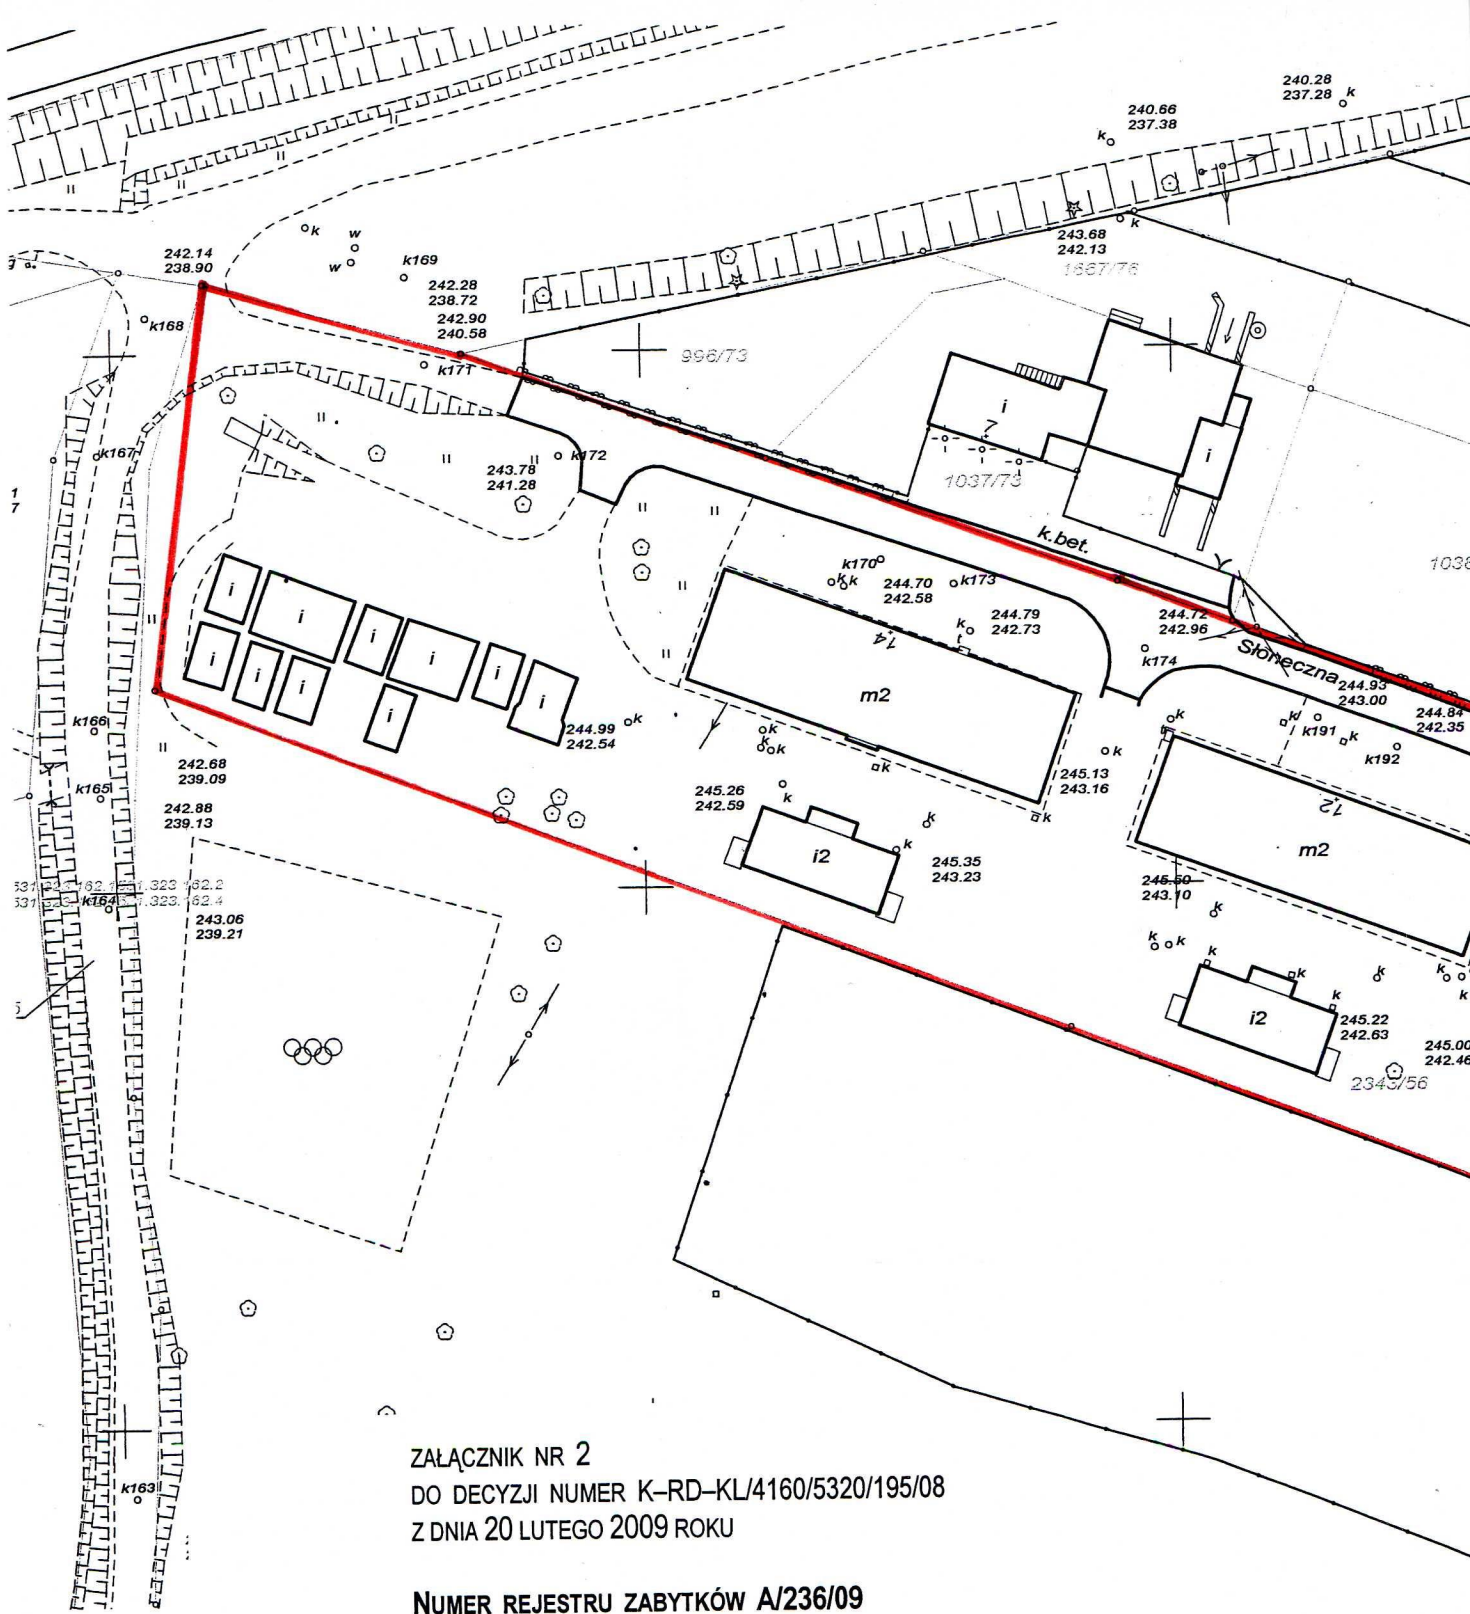 240.28
237.28 k
240.66
237.38
k
243.68
242.13
k
1667/76
242.14
238.90
k
w
w
k169
242.28
238.72
242.90
240.58
k168
k171
996/73
i
7
i
1037/73
k167
k172
243.78
241.28
k.bet.
1038
k170
k k
244.70
242.58
k173
244.79
242.73
k
t
14
244.72
242.96
k174
Słoneczna
244.93
243.00
244.84
242.35
i
i
i
i
i
i
i
i
i
i
m2
k166
244.99
242.54
k
k
k
k
k
k
k
k
k191
k
k192
242.68
239.09
k165
242.88
239.13
245.26
242.59
k
245.13
243.16
k
12
m2
i2
k
k
245.35
243.23
245.50
243.10
k
k164
243.06
239.21
k
k
k
k
k
k
k
k
i2
245.22
242.63
245.00
242.46
2343/56
k163
ZAŁĄCZNIK NR 2
DO DECYZJI NUMER K–RD–KL/4160/5320/195/08
Z DNIA 20 LUTEGO 2009 ROKU
NUMER REJESTRU ZABYTKÓW A/236/09